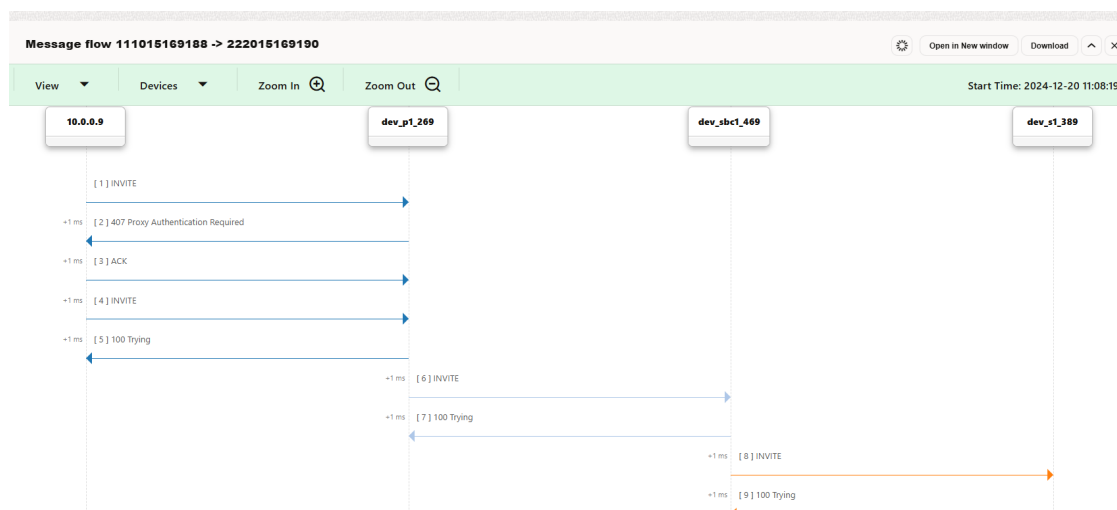 Message flow 111015169188 -> 222015169190
Open in New window
Download
View
Devices
Zoom In
Zoom Out
Start Time: 2024-12-20 11:08:19
10.0.0.9
dev_p1_269
dev_sbc1_469
dev_s1_389
[ 1 ] INVITE
+1 ms [ 2 ] 407 Proxy Authentication Required
+1 ms [ 3 ] ACK
+1 ms [ 4 ] INVITE
+1 ms [ 5 ] 100 Trying
+1 ms [ 6 ] INVITE
+1 ms [ 7 ] 100 Trying
+1 ms [ 8 ] INVITE
+1 ms [ 9 ] 100 Trying